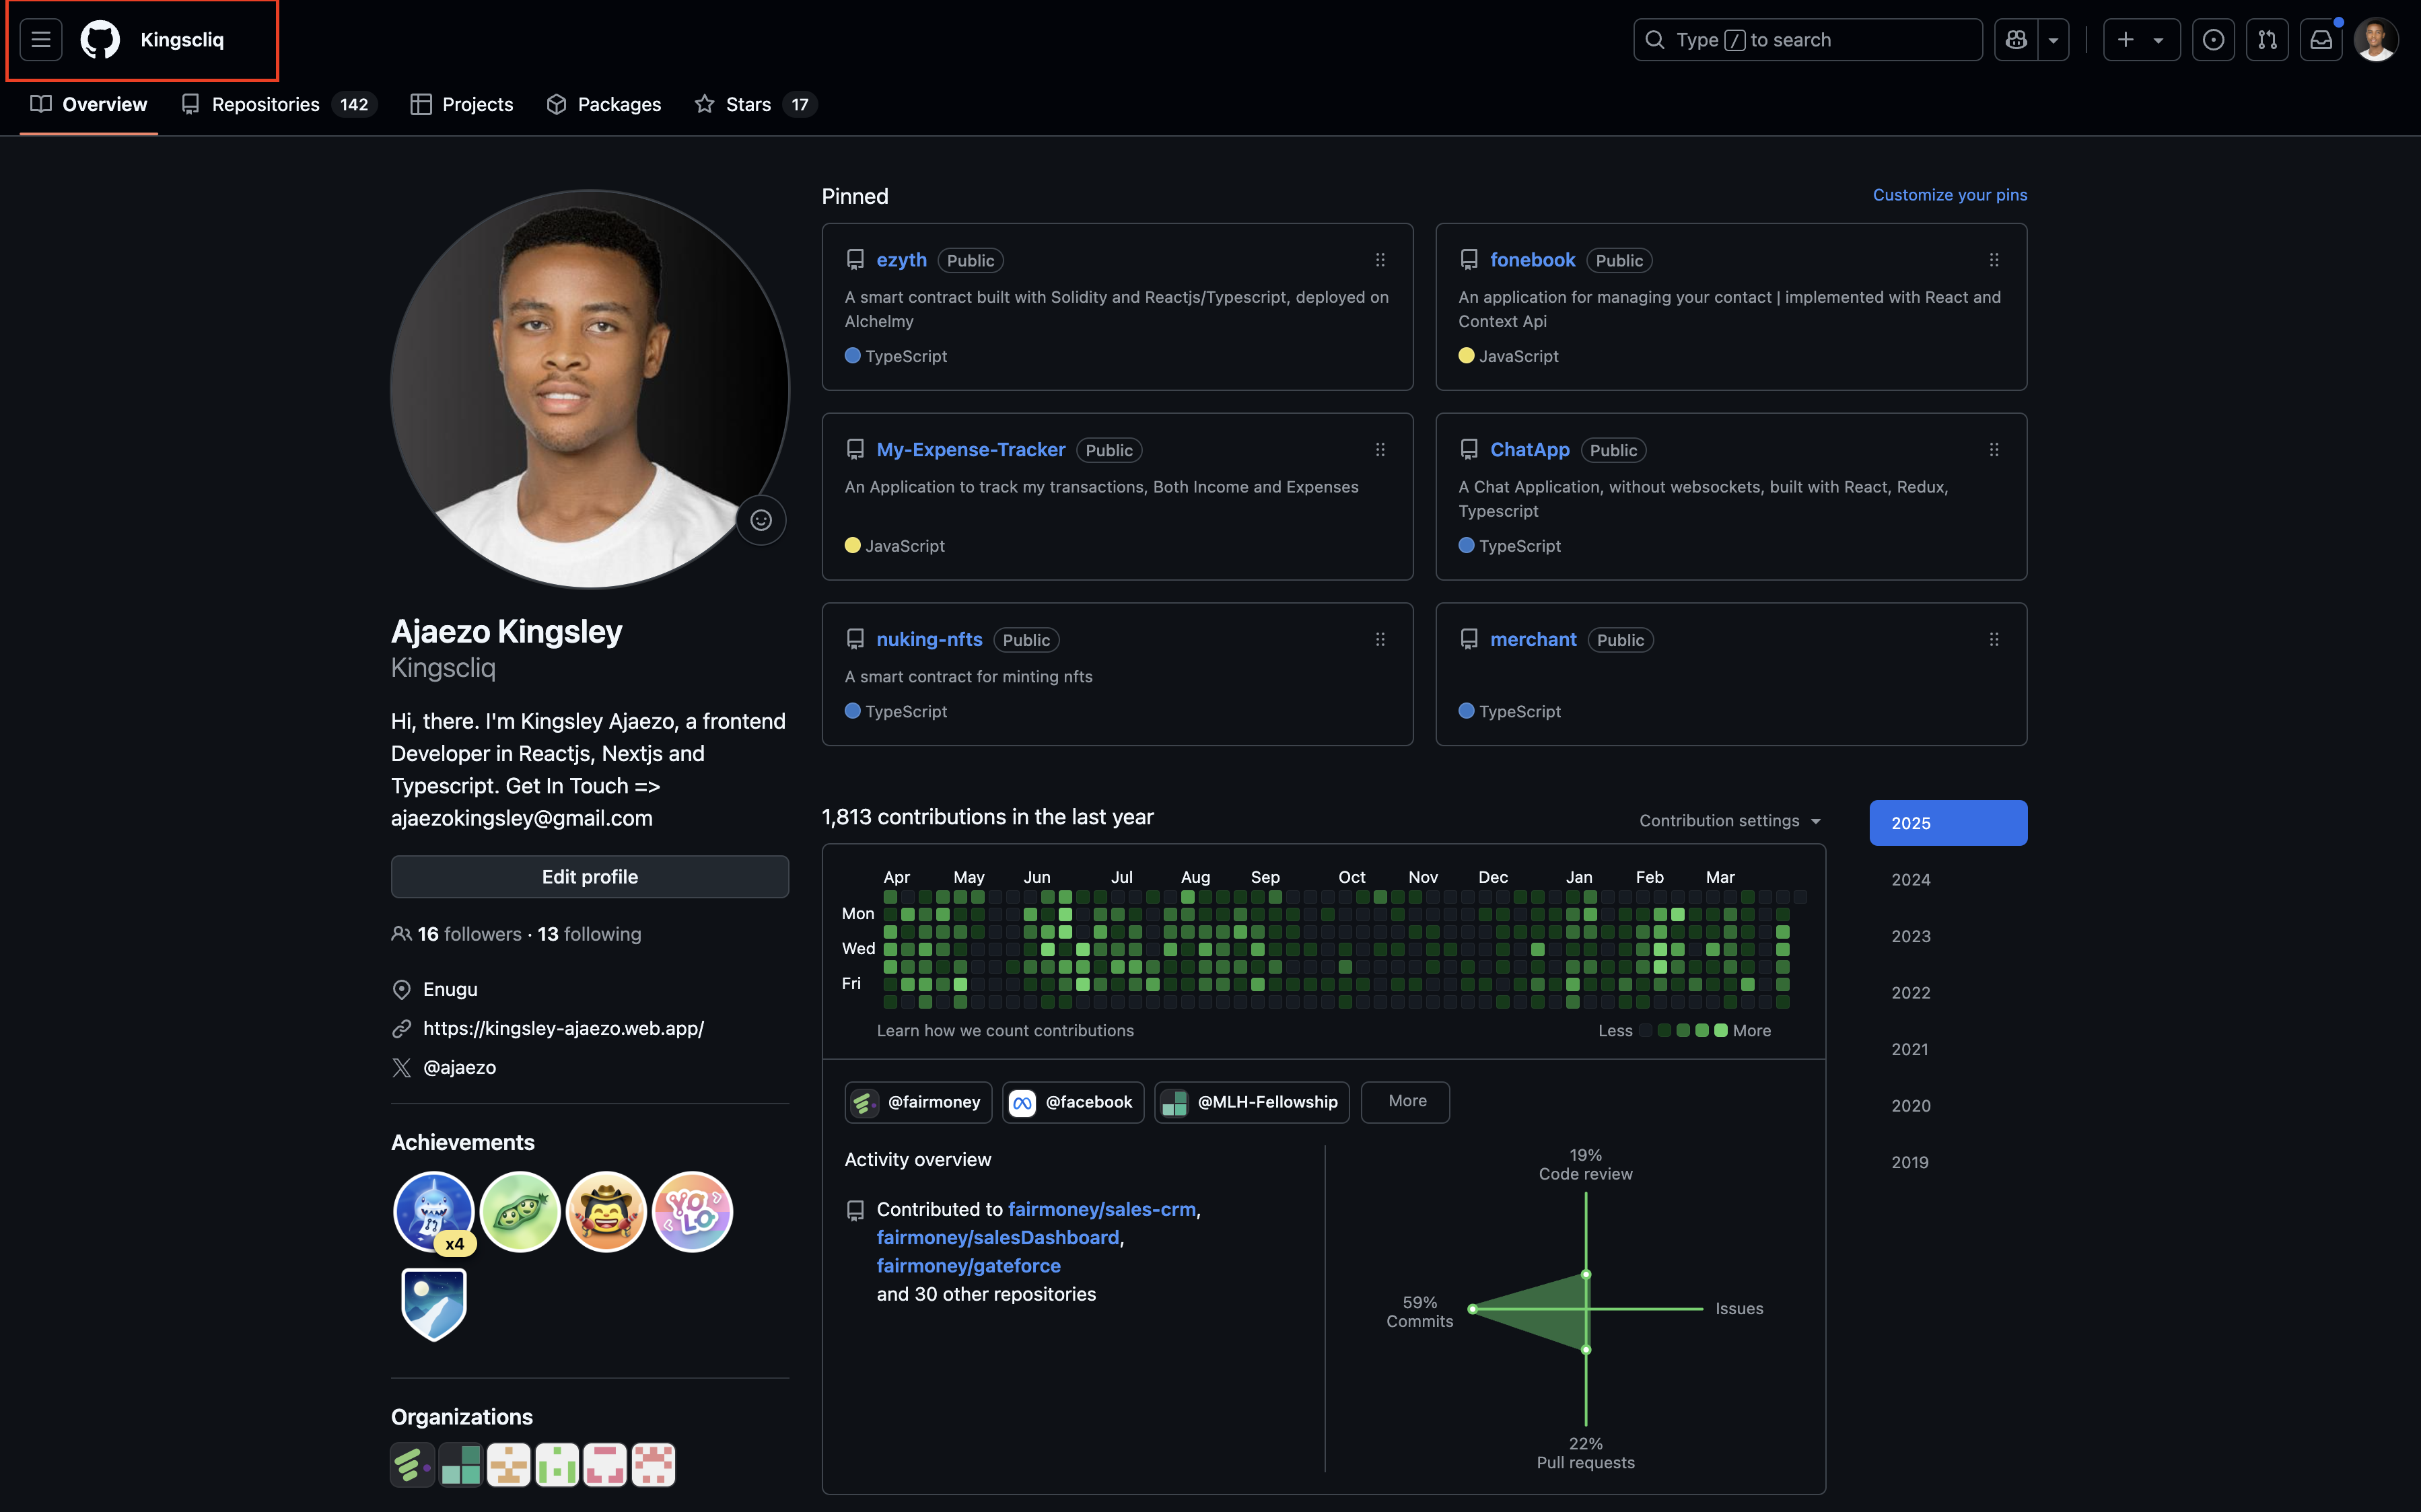 Kingscliq
Type / to search
Overview
Repositories 142
Projects
Packages
Stars 17
Ajaezo Kingsley
Kingscliq
Hi, there. I'm Kingsley Ajaezo, a frontend
Developer in Reactjs, Nextjs and
Typescript. Get In Touch =>
ajaezokingsley@gmail.com
Edit profile
16 followers · 13 following
Enugu
https://kingsley-ajaezo.web.app/
@ajaezo
Achievements
x4
YOLO
Organizations
Pinned
Customize your pins
ezyth Public
A smart contract built with Solidity and Reactjs/Typescript, deployed on
Alchelmy
TypeScript
fonebook Public
An application for managing your contact | implemented with React and
Context Api
JavaScript
My-Expense-Tracker Public
An Application to track my transactions, Both Income and Expenses
JavaScript
ChatApp Public
A Chat Application, without websockets, built with React, Redux,
Typescript
TypeScript
nuking-nfts Public
A smart contract for minting nfts
TypeScript
merchant Public
TypeScript
1,813 contributions in the last year
Contribution settings
Apr May Jun Jul Aug Sep Oct Nov Dec Jan Feb Mar
Mon
Wed
Fri
Learn how we count contributions
Less More
@fairmoney
@facebook
@MLH-Fellowship
More
Activity overview
Contributed to fairmoney/sales-crm,
fairmoney/salesDashboard,
fairmoney/gateforce
and 30 other repositories
19%
Code review
59%
Commits
Issues
22%
Pull requests
2025
2024
2023
2022
2021
2020
2019